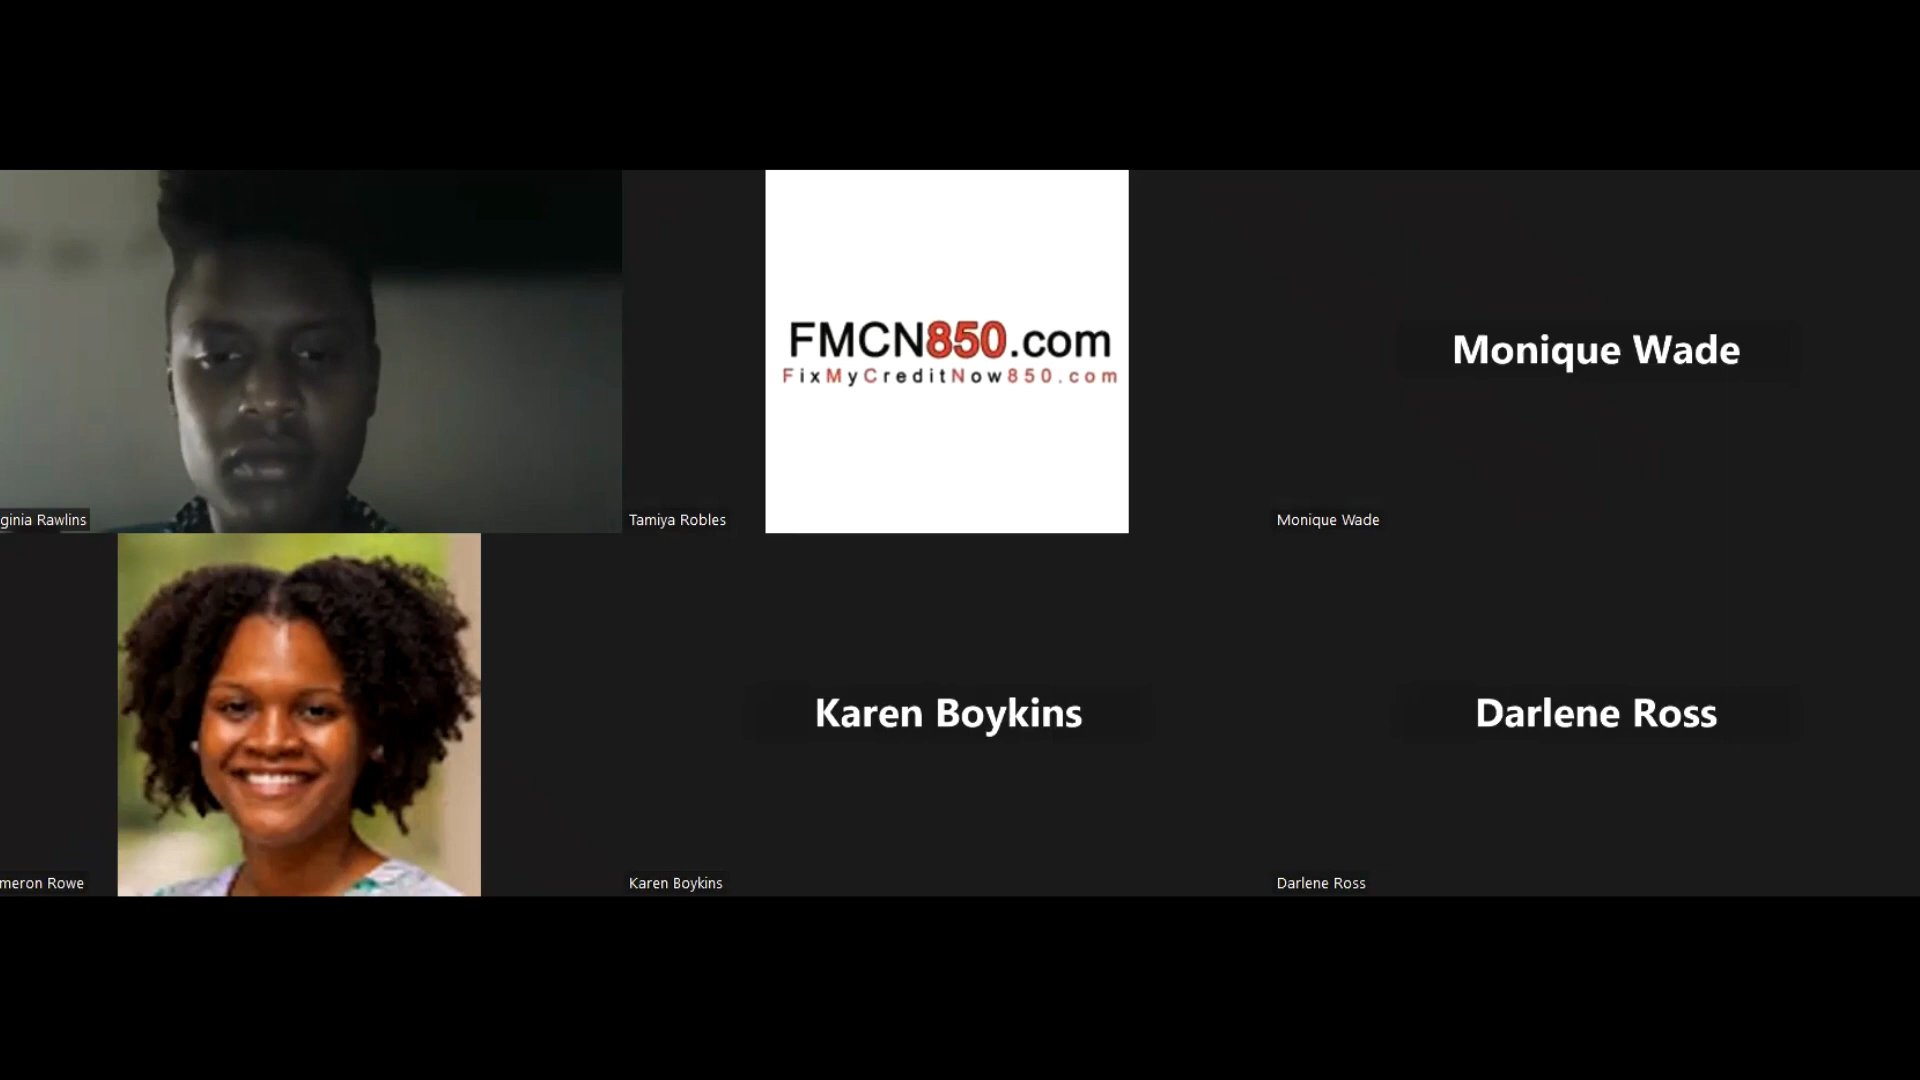 ginia Rawlins
Tamiya Robles
FMCN850.com
FixMyCreditNow850.com
Monique Wade
Monique Wade
meron Rowe
Karen Boykins
Karen Boykins
Darlene Ross
Darlene Ross